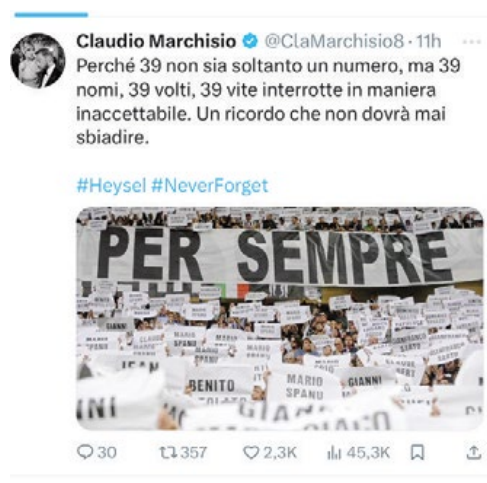 Claudio Marchisio @ClaMarchisio8 · 11h
Perché 39 non sia soltanto un numero, ma 39
nomi, 39 volti, 39 vite interrotte in maniera
inaccettabile. Un ricordo che non dovrà mai
sbiadire.
#Heysel #NeverForget
PER SEMPRE
GIANNI
MARIO
SPANU
BENITO
MARIO
SPANU
GIANNI
30 357 2,3K 45,3K